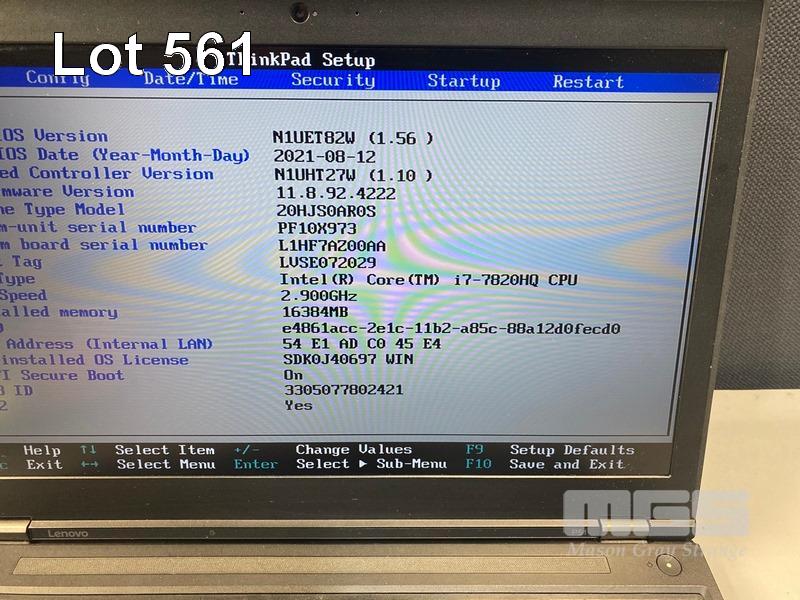 Lot 561
ThinkPad Setup
Config Date/Time Security Startup Restart
IOS Version N1UET82W (1.56 )
IOS Date (Year-Month-Day) 2021-08-12
ed Controller Version N1UHT27W (1.10 )
mware Version 11.8.92.4222
ne Type Model 20HJS0AR0S
m-unit serial number PF10X973
m board serial number L1HF7AZ00AA
t Tag LVSE072029
Type Intel(R) Core(TM) i7-7820HQ CPU
Speed 2.900GHz
alled memory 16384MB
e4861acc-2e1c-11b2-a85c-88a12d0fecd0
Address (Internal LAN) 54 E1 AD C0 45 E4
installed OS License SDK0J40697 WIN
I Secure Boot On
ID 3305077802421
2 Yes
Help ↑↓ Select Item +/- Change Values F9 Setup Defaults
c Exit ←→ Select Menu Enter Select ▶ Sub-Menu F10 Save and Exit
Lenovo
MGS
Mason Gray Strange